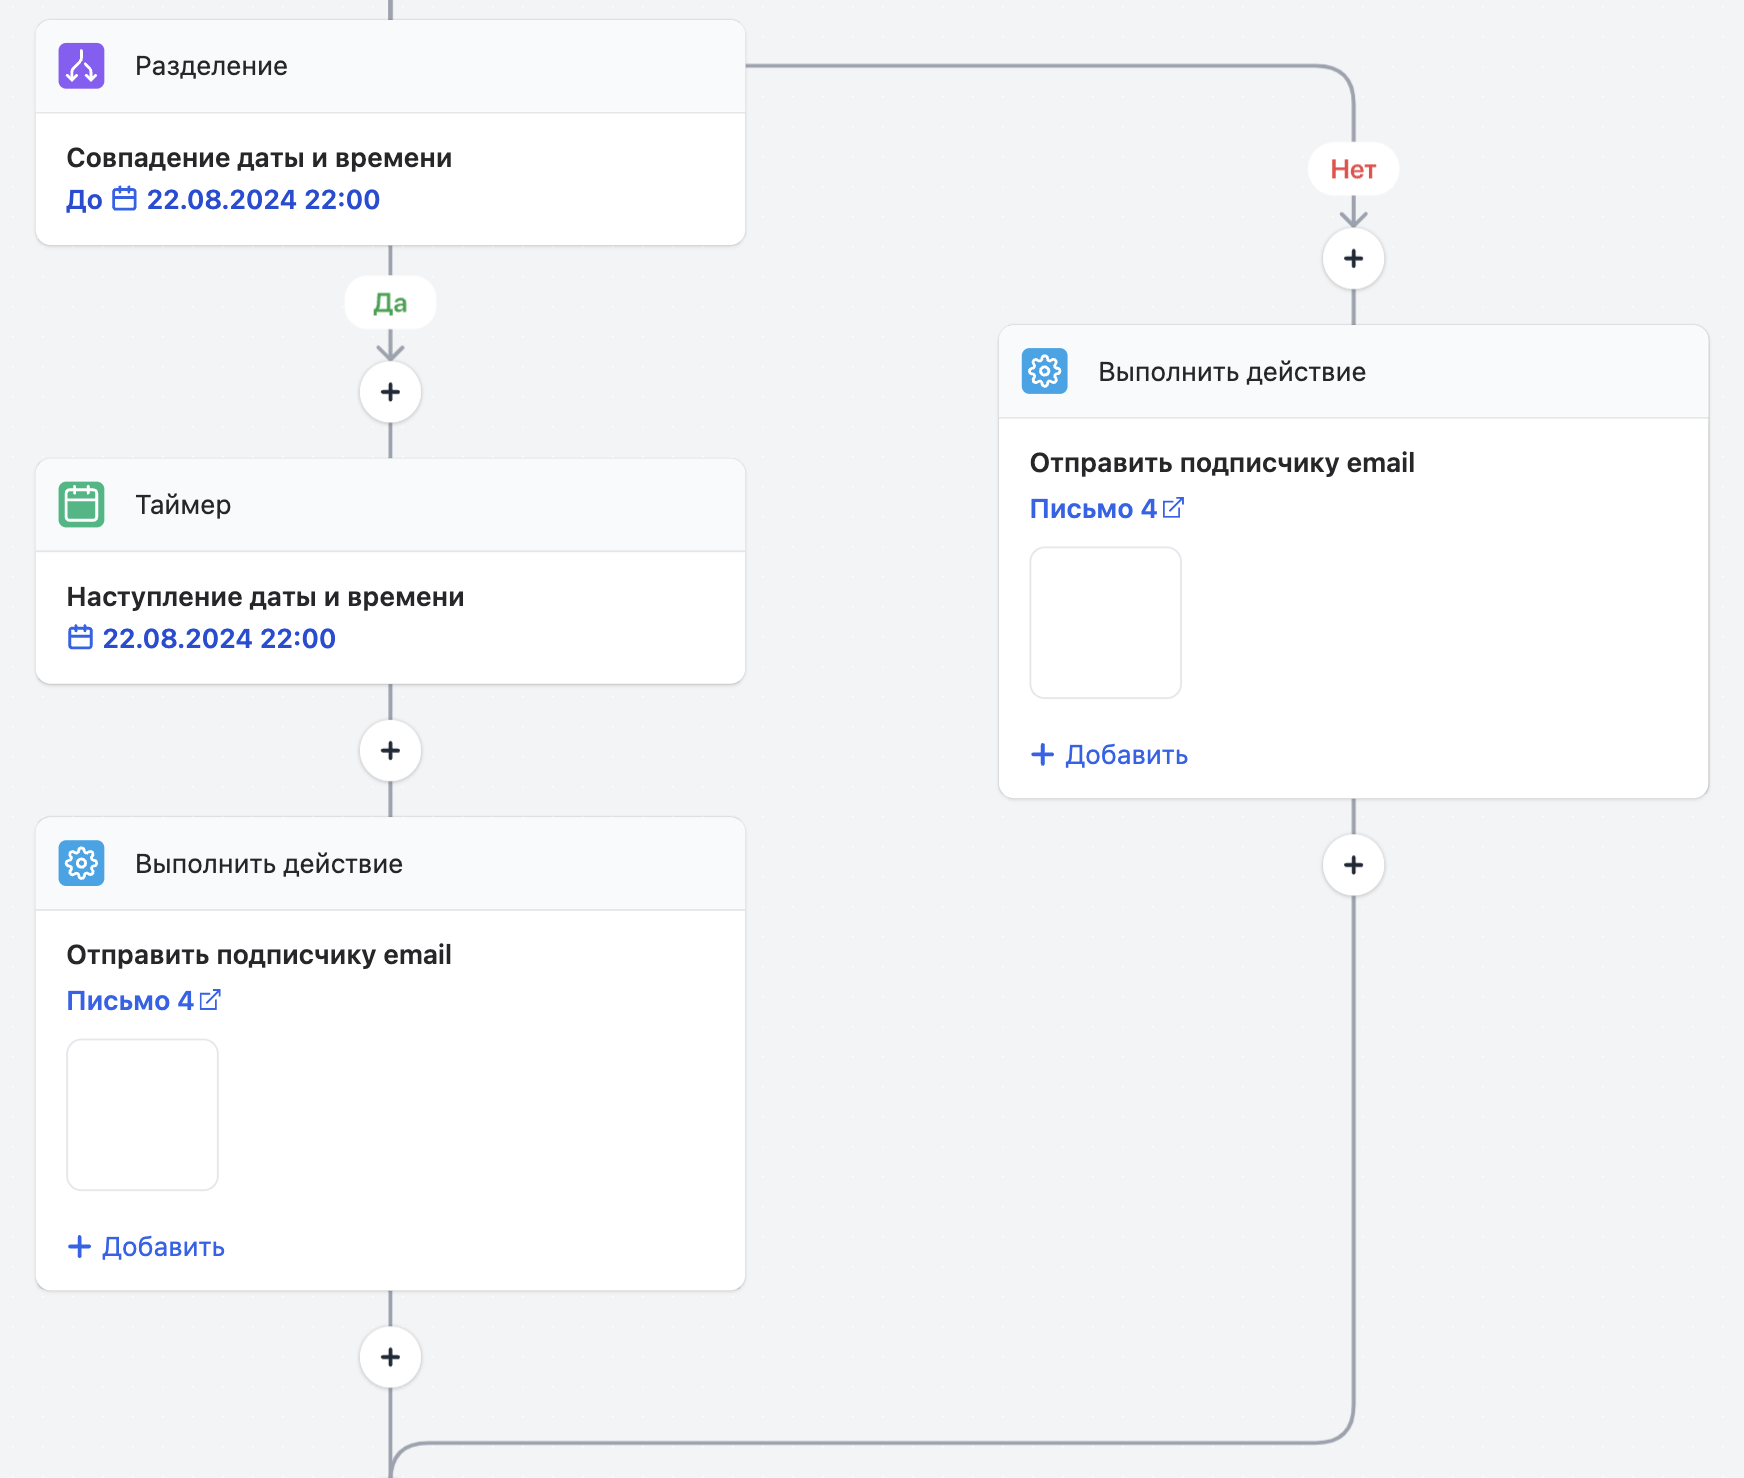 Разделение
Совпадение даты и времени
До 22.08.2024 22:00
Да
Таймер
Наступление даты и времени
22.08.2024 22:00
Выполнить действие
Отправить подписчику email
Письмо 4
+ Добавить
Нет
Выполнить действие
Отправить подписчику email
Письмо 4
+ Добавить